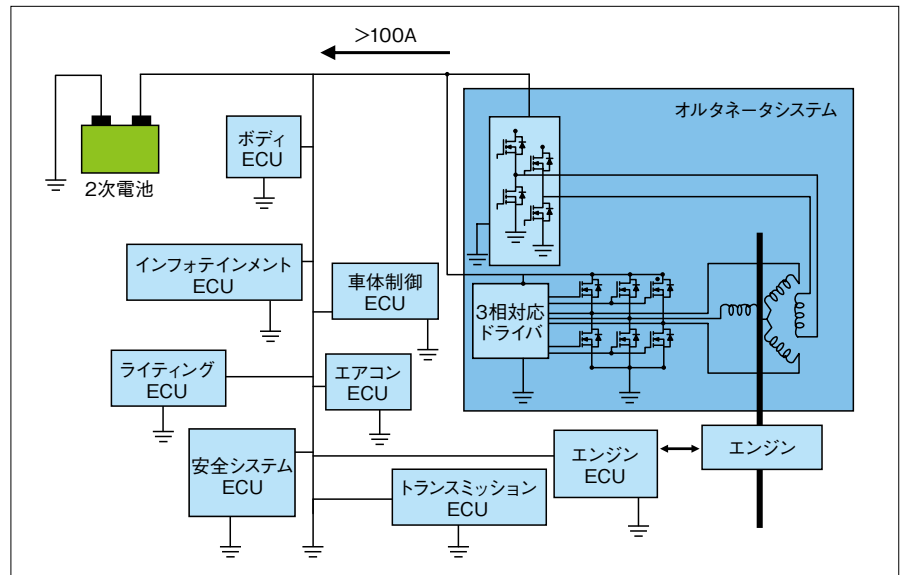 >100A
オルタネータシステム
ボディ
ECU
2次電池
インフォテインメント
ECU
車体制御
ECU
3相対応
ドライバ
ライティング
ECU
エアコン
ECU
安全システム
ECU
エンジン
ECU
エンジン
トランスミッション
ECU